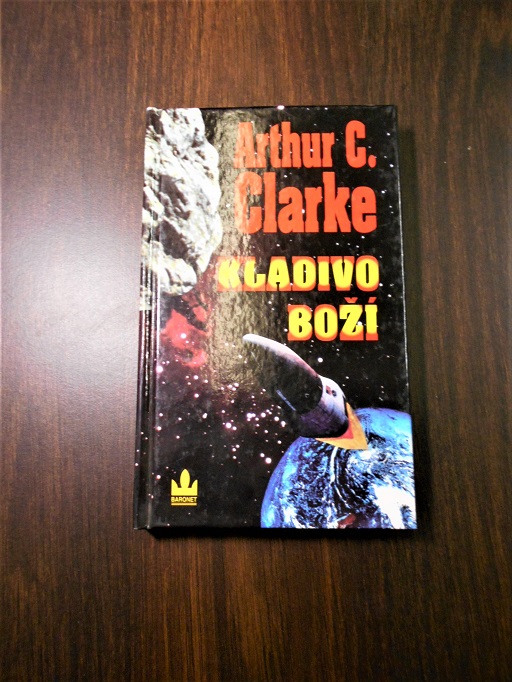 Arthur C.
Clarke
KLADIVO
BOŽÍ
BARONET